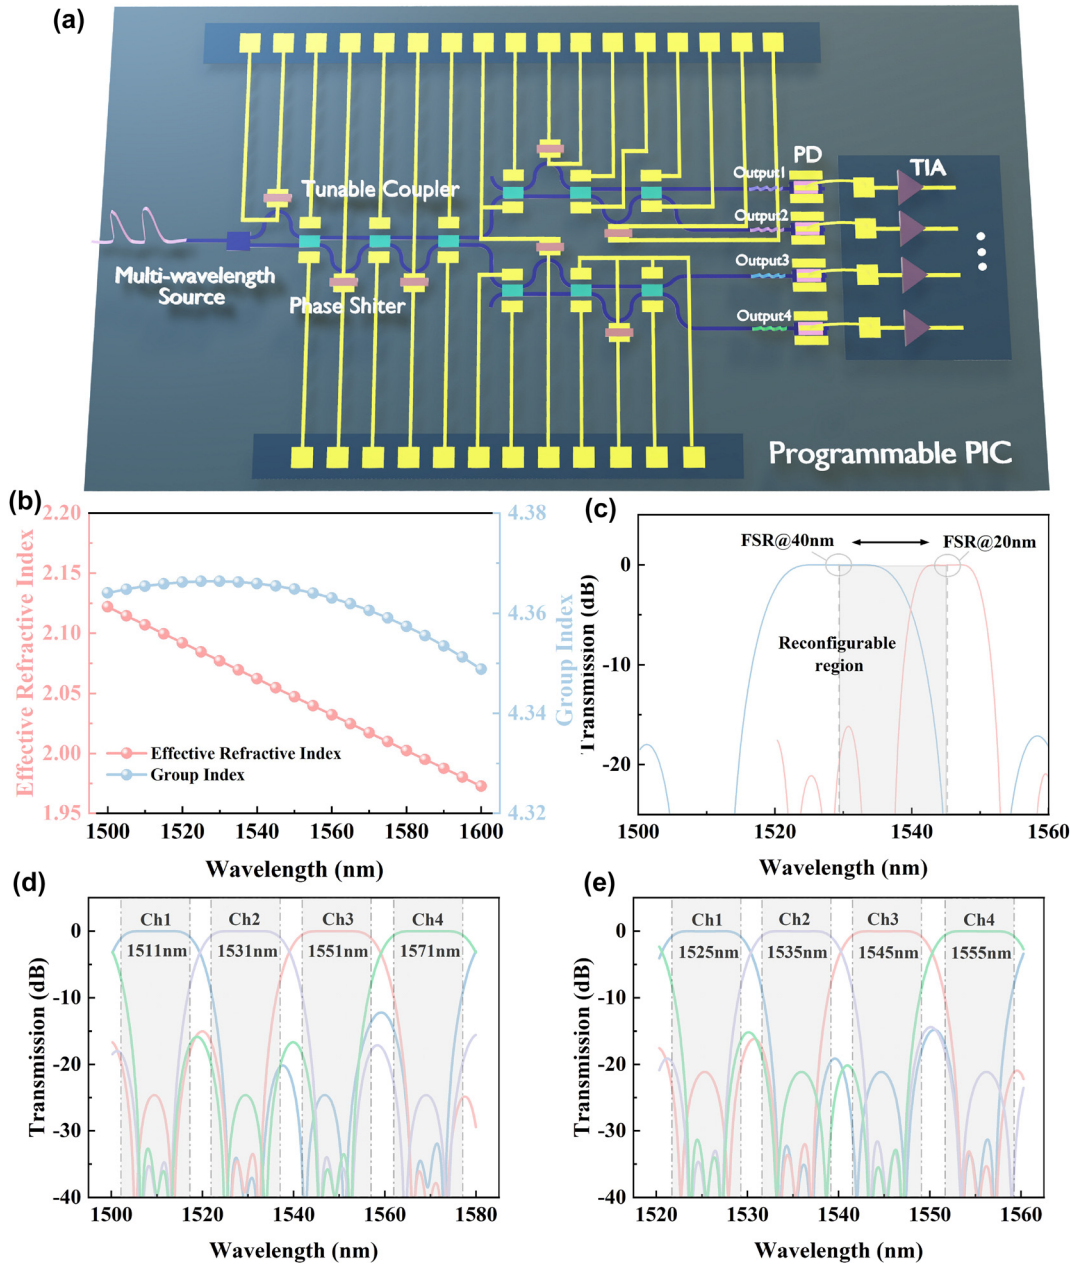 (a)
PD
TIA
Output1
Tunable Coupler
Output2
Multi-wavelength
Source
Output3
Phase Shiter
Output4
Programmable PIC
(b)
2.20
2.15
2.10
2.05
2.00
1.95
Effective Refractive Index
4.38
4.36
4.34
4.32
Group Index
Effective Refractive Index
Group Index
1500 1520 1540 1560 1580 1600
Wavelength (nm)
(c)
FSR@40nm
FSR@20nm
0
-10
-20
Transmission (dB)
Reconfigurable
region
1500 1520 1540 1560
Wavelength (nm)
(d)
Ch1 Ch2 Ch3 Ch4
1511nm 1531nm 1551nm 1571nm
0
-10
-20
-30
-40
Transmission (dB)
1500 1520 1540 1560 1580
Wavelength (nm)
(e)
Ch1 Ch2 Ch3 Ch4
1525nm 1535nm 1545nm 1555nm
0
-10
-20
-30
-40
Transmission (dB)
1520 1530 1540 1550 1560
Wavelength (nm)